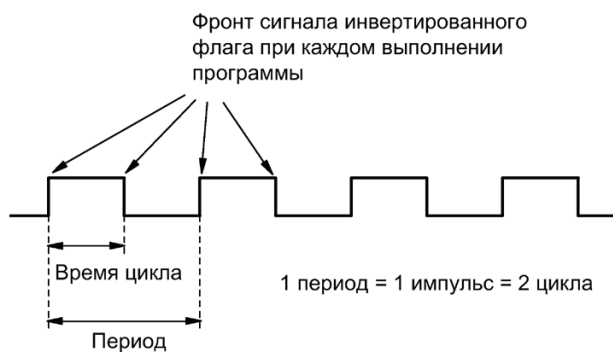 Фронт сигнала инвертированного
флага при каждом выполнении
программы
Время цикла
1 период = 1 импульс = 2 цикла
Период